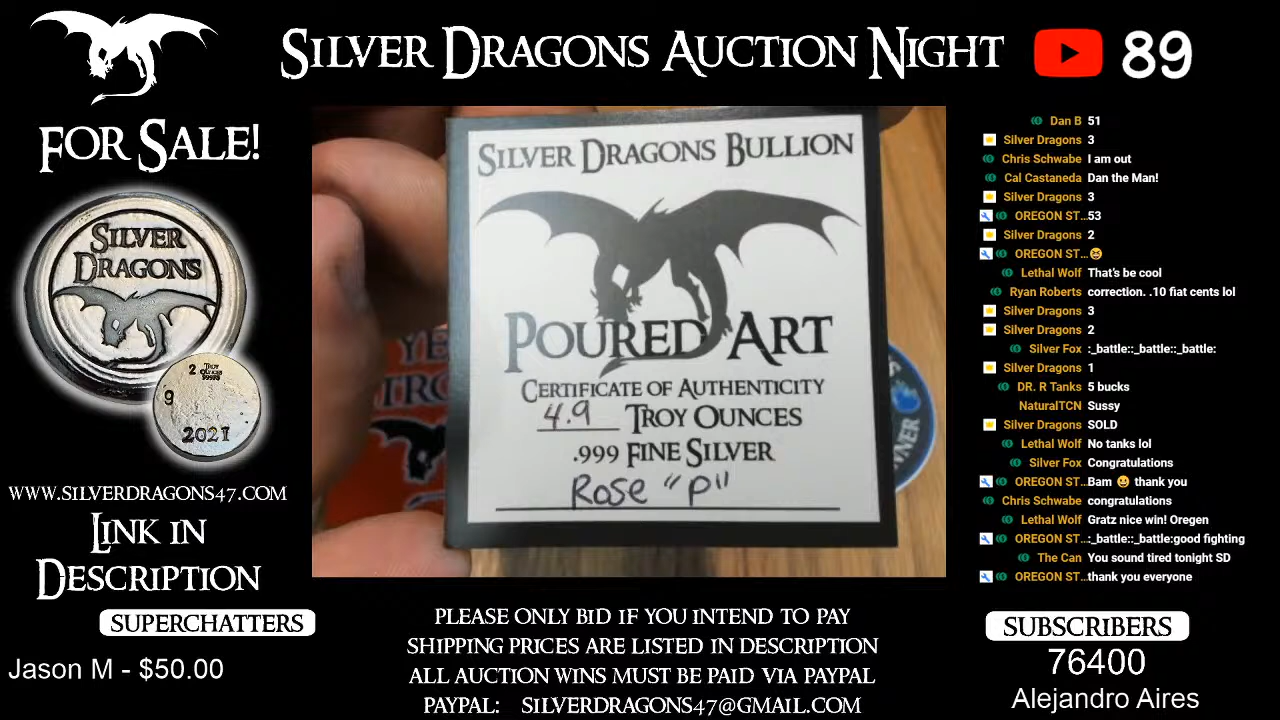 SILVER DRAGONS AUCTION NIGHT
89
FOR SALE!
SILVER
DRAGONS
2 TROY
OUNCES
9
2021
WWW.SILVERDRAGONS47.COM
LINK IN
DESCRIPTION
SUPERCHATTERS
Jason M - $50.00
SILVER DRAGONS BULLION
POURED ART
CERTIFICATE OF AUTHENTICITY
4.9 TROY OUNCES
.999 FINE SILVER
Rose "P"
PLEASE ONLY BID IF YOU INTEND TO PAY
SHIPPING PRICES ARE LISTED IN DESCRIPTION
ALL AUCTION WINS MUST BE PAID VIA PAYPAL
PAYPAL: SILVERDRAGONS47@GMAIL.COM
Dan B 51
Silver Dragons 3
Chris Schwabe I am out
Cal Castaneda Dan the Man!
Silver Dragons 3
OREGON ST... 53
Silver Dragons 2
OREGON ST... 😆
Lethal Wolf That's be cool
Ryan Roberts correction. .10 fiat cents lol
Silver Dragons 3
Silver Dragons 2
Silver Fox :_battle::_battle::_battle:
Silver Dragons 1
DR. R Tanks 5 bucks
NaturalTCN Sussy
Silver Dragons SOLD
Lethal Wolf No tanks lol
Silver Fox Congratulations
OREGON ST... Bam 😃 thank you
Chris Schwabe congratulations
Lethal Wolf Gratz nice win! Oregen
OREGON ST... :_battle::_battle:good fighting
The Can You sound tired tonight SD
OREGON ST... thank you everyone
SUBSCRIBERS
76400
Alejandro Aires